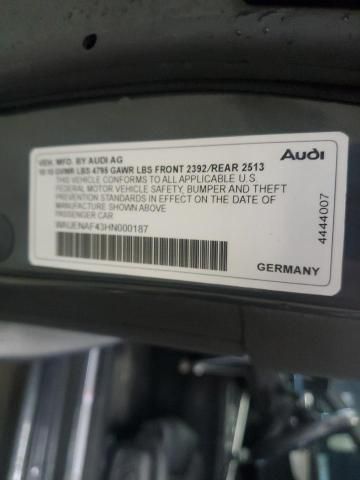 VEH. MFD. BY AUDI AG
10/16 GVWR LBS 4795 GAWR LBS FRONT 2392/REAR 2513
THIS VEHICLE CONFORMS TO ALL APPLICABLE U.S.
FEDERAL MOTOR VEHICLE SAFETY, BUMPER AND THEFT
PREVENTION STANDARDS IN EFFECT ON THE DATE OF
MANUFACTURE SHOWN ABOVE
PASSENGER CAR
WAUENAF43HN000187
Audi
GERMANY
4444007